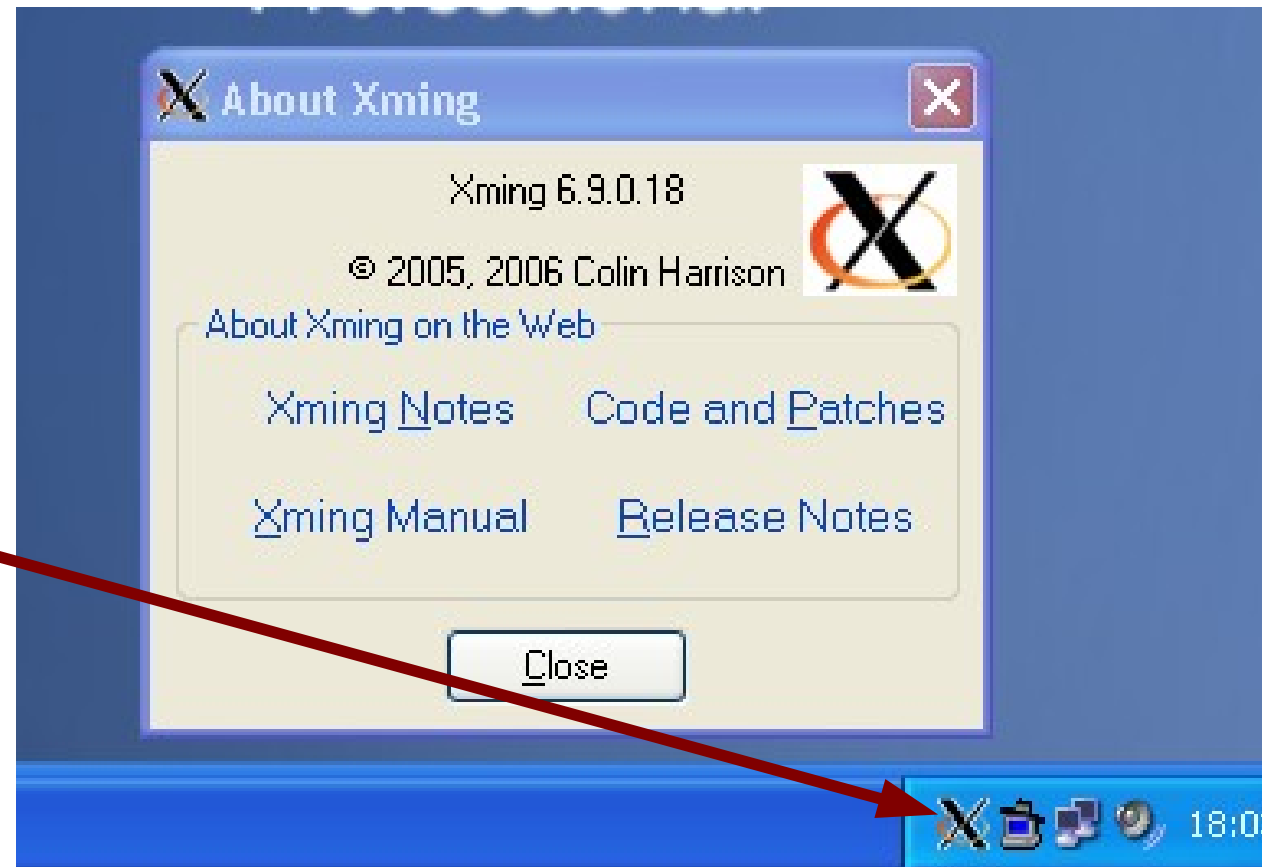 About Xming
Xming 6.9.0.18
© 2005, 2006 Colin Harrison
About Xming on the Web
Xming Notes Code and Patches
Xming Manual Release Notes
Close